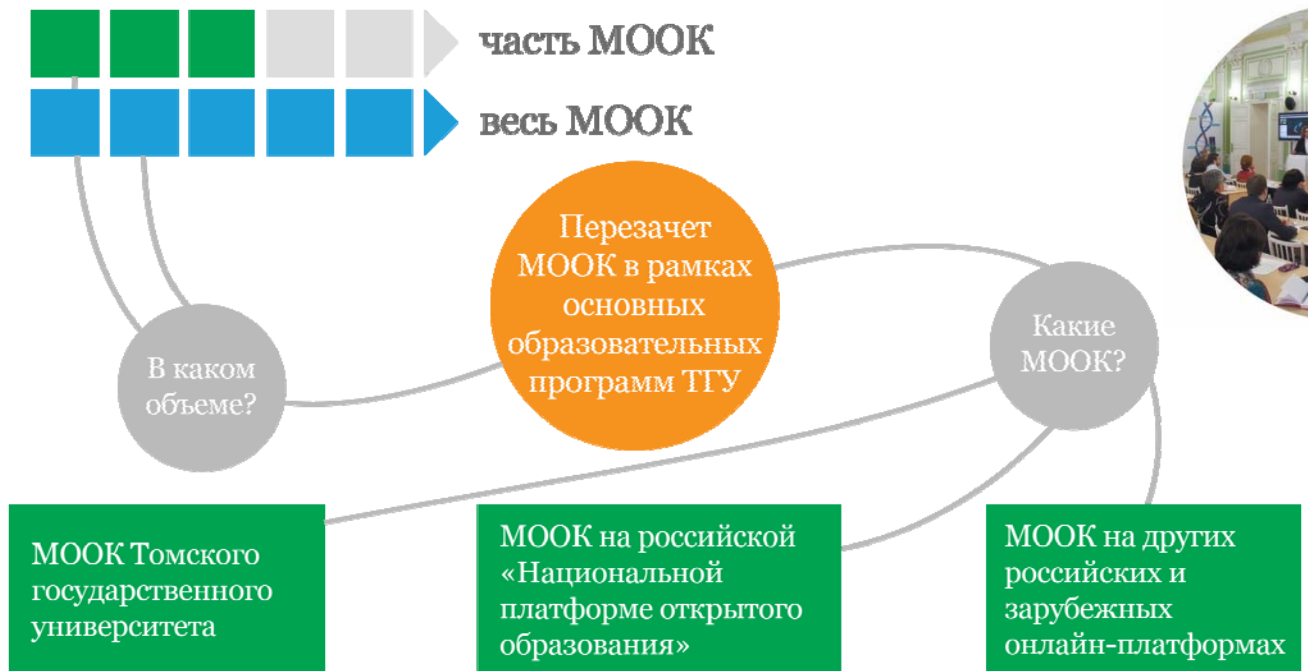 часть МООК
весь МООК
Перезачет
МООК в рамках
основных
образовательных
программ ТГУ
В каком
объеме?
Какие
МООК?
МООК Томского
государственного
университета
МООК на российской
«Национальной
платформе открытого
образования»
МООК на других
российских и
зарубежных
онлайн-платформах